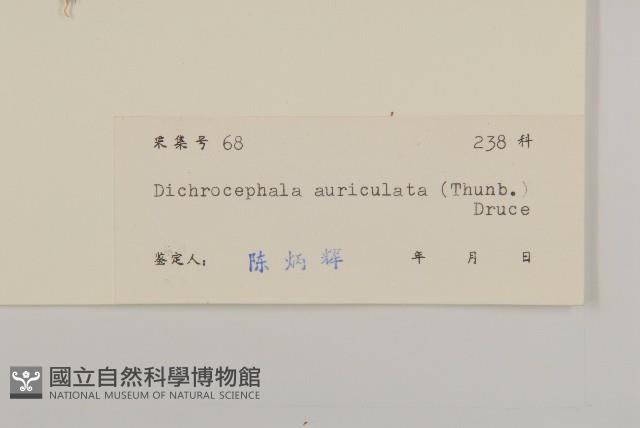 采集号 68 238 科
Dichrocephala auriculata (Thunb.)
Druce
鉴定人: 陈炳辉 年 月 日
國立自然科學博物館
NATIONAL MUSEUM OF NATURAL SCIENCE